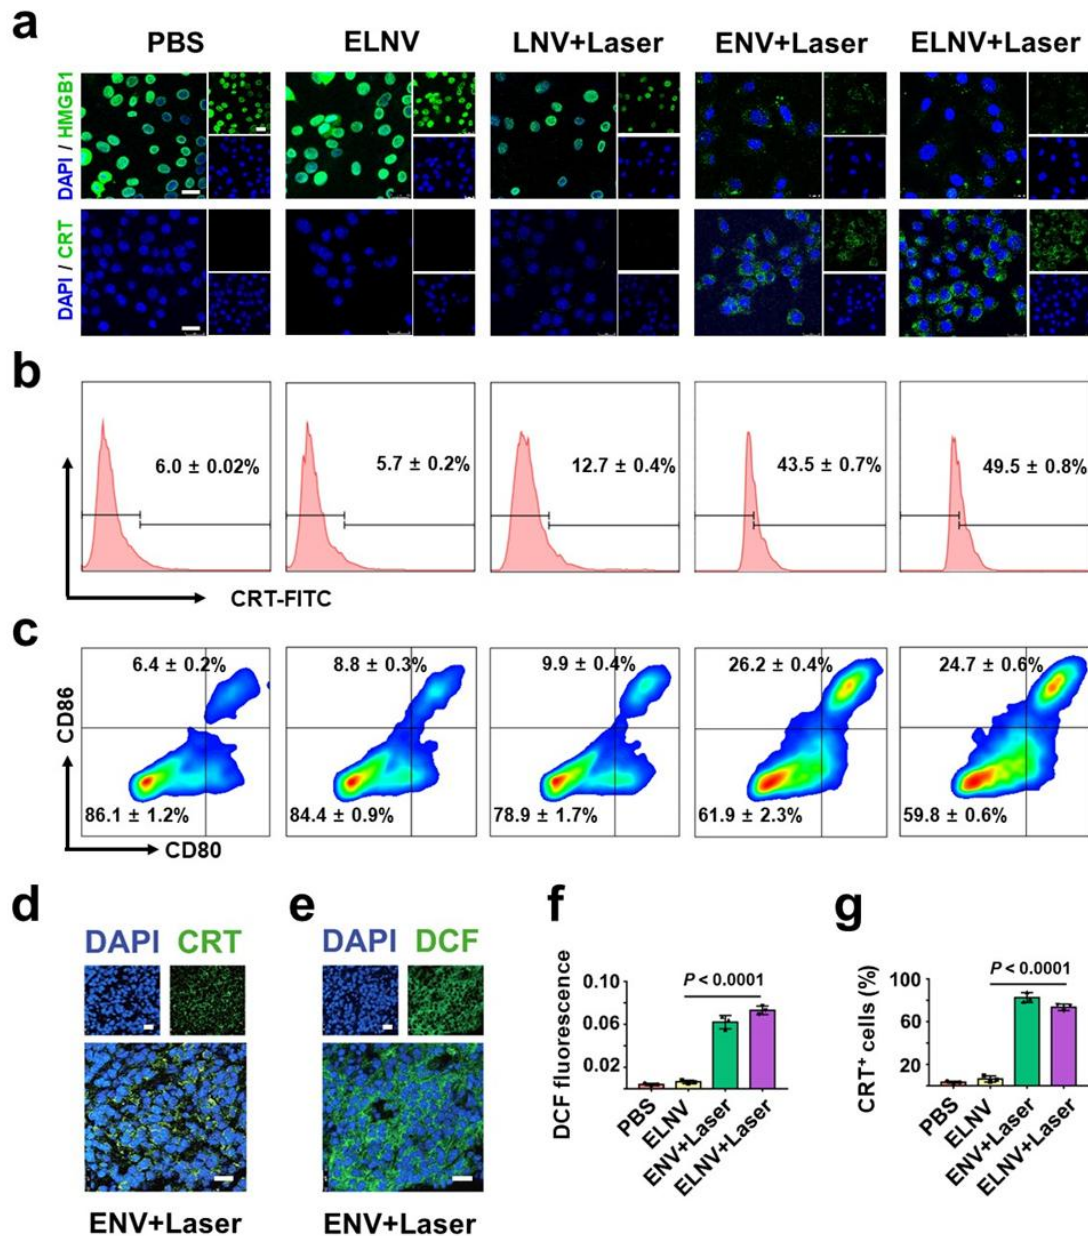 a
PBS
ELNV
LNV+Laser
ENV+Laser
ELNV+Laser
DAPI / HMGB1
DAPI / CRT
b
6.0 ± 0.02%
5.7 ± 0.2%
12.7 ± 0.4%
43.5 ± 0.7%
49.5 ± 0.8%
CRT-FITC
c
6.4 ± 0.2%
8.8 ± 0.3%
9.9 ± 0.4%
26.2 ± 0.4%
24.7 ± 0.6%
CD86
86.1 ± 1.2%
84.4 ± 0.9%
78.9 ± 1.7%
61.9 ± 2.3%
59.8 ± 0.6%
CD80
d
DAPI CRT
ENV+Laser
e
DAPI DCF
ENV+Laser
f
DCF fluorescence
0.10
0.06
0.02
P < 0.0001
PBS
ELNV
ENV+Laser
ELNV+Laser
g
CRT+ cells (%)
100
60
20
P < 0.0001
PBS
ELNV
ENV+Laser
ELNV+Laser